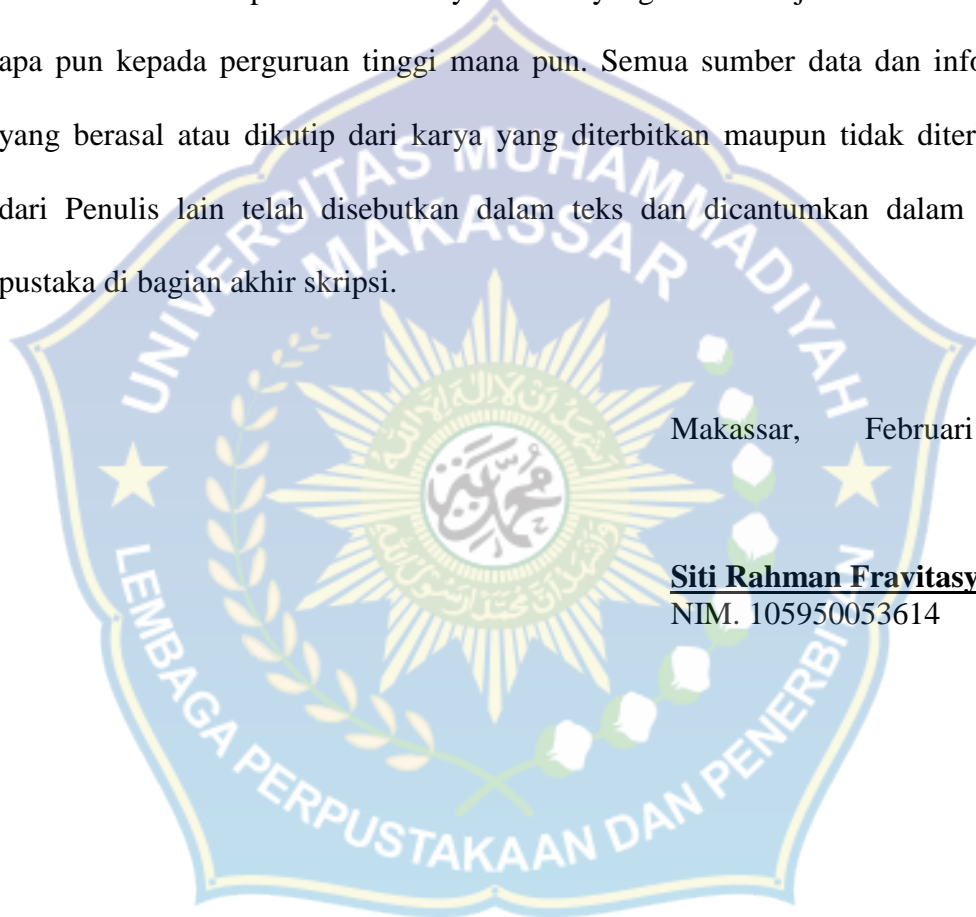 apa pun kepada perguruan tinggi mana pun. Semua sumber data dan info
yang berasal atau dikutip dari karya yang diterbitkan maupun tidak diter
dari Penulis lain telah disebutkan dalam teks dan dicantumkan dalam
pustaka di bagian akhir skripsi.
UNIVERSITAS MUHAMMADIYAH
MAKASSAR
Makassar, Februari
Siti Rahman Fravitasy
NIM. 105950053614
LEMBAGA PERPUSTAKAAN DAN PENERBITAN
محمدية